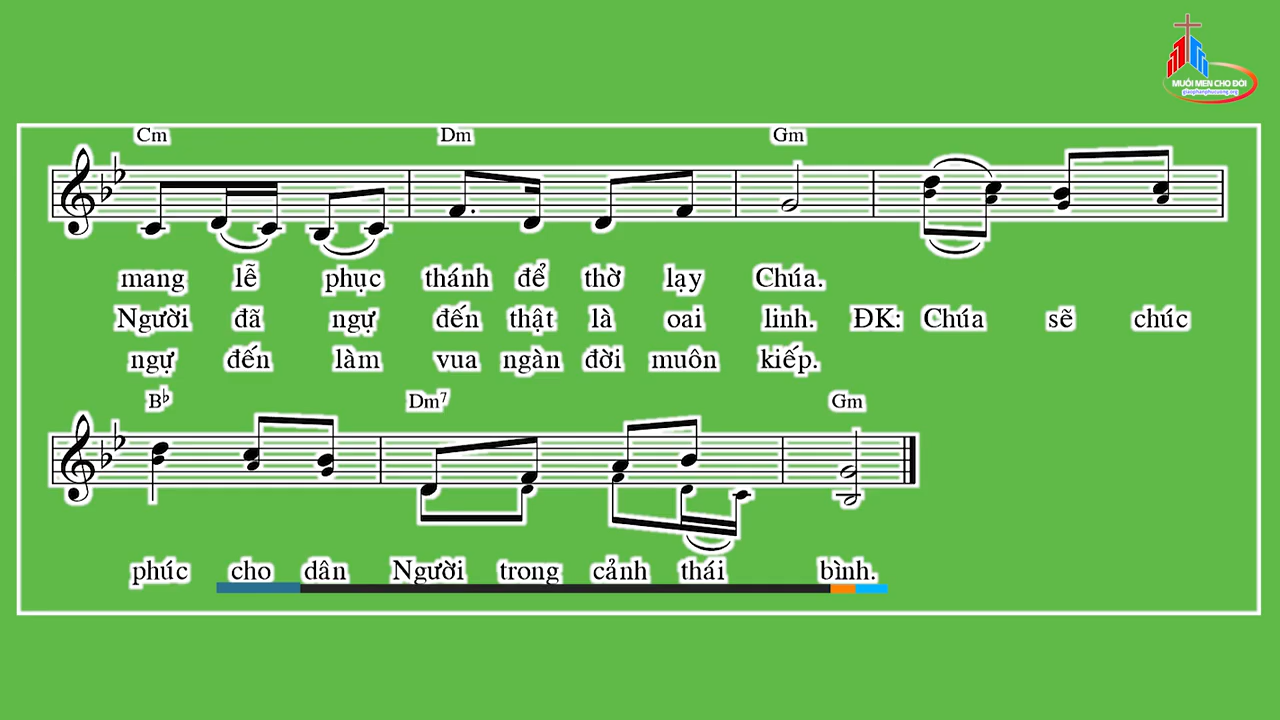 MUỐI MEN CHO ĐỜI
giaophanphucuong.org
Cm Dm Gm
mang lễ phục thánh để thờ lạy Chúa.
Người đã ngự đến thật là oai linh. ĐK: Chúa sẽ chúc
ngự đến làm vua ngàn đời muôn kiếp.
B♭ Dm7 Gm
phúc cho dân Người trong cảnh thái bình.